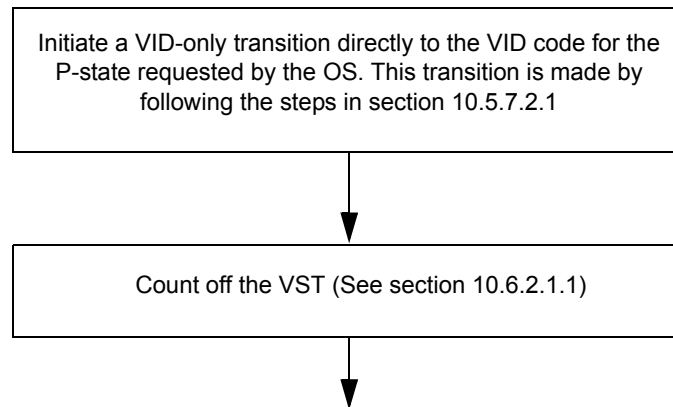 Initiate a VID-only transition directly to the VID code for the
P-state requested by the OS. This transition is made by
following the steps in section 10.5.7.2.1
Count off the VST (See section 10.6.2.1.1)